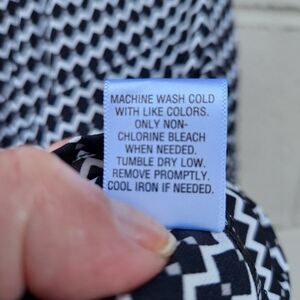 MACHINE WASH COLD
WITH LIKE COLORS.
ONLY NON-
CHLORINE BLEACH
WHEN NEEDED.
TUMBLE DRY LOW.
REMOVE PROMPTLY.
COOL IRON IF NEEDED.